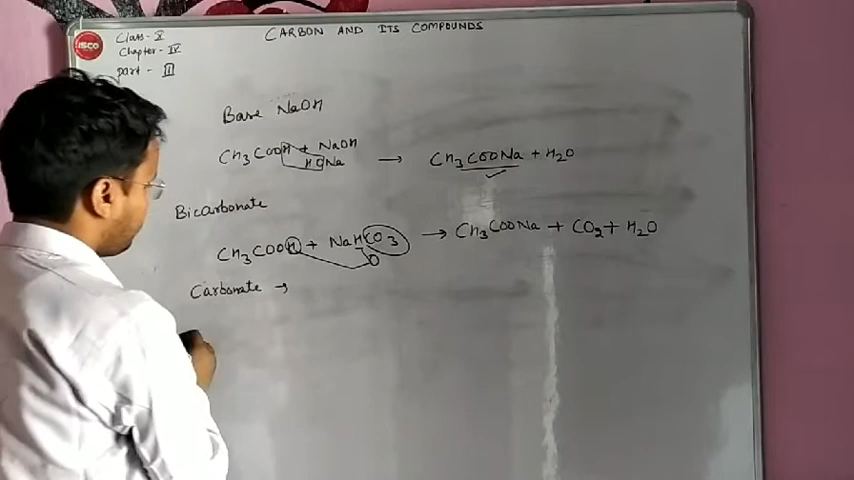 ISCO
Class - X
Chapter - IV
part - III
CARBON AND ITS COMPOUNDS
Base NaOH
CH3COOH + NaOH → CH3COONa + H2O
HONa
Bicarbonate
CH3COOH + NaHCO3 → CH3COONa + CO2 + H2O
O
Carbonate →